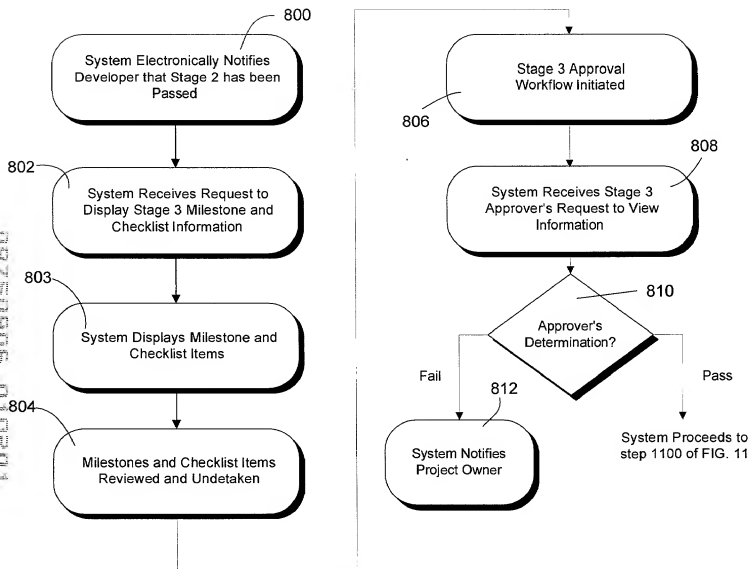 800
System Electronically Notifies
Developer that Stage 2 has been
Passed
802
System Receives Request to
Display Stage 3 Milestone and
Checklist Information
803
System Displays Milestone and
Checklist Items
804
Milestones and Checklist Items
Reviewed and Undetaken
Stage 3 Approval
Workflow Initiated
806
808
System Receives Stage 3
Approver's Request to View
Information
810
Approver's
Determination?
Fail
Pass
812
System Notifies
Project Owner
System Proceeds to
step 1100 of FIG. 11